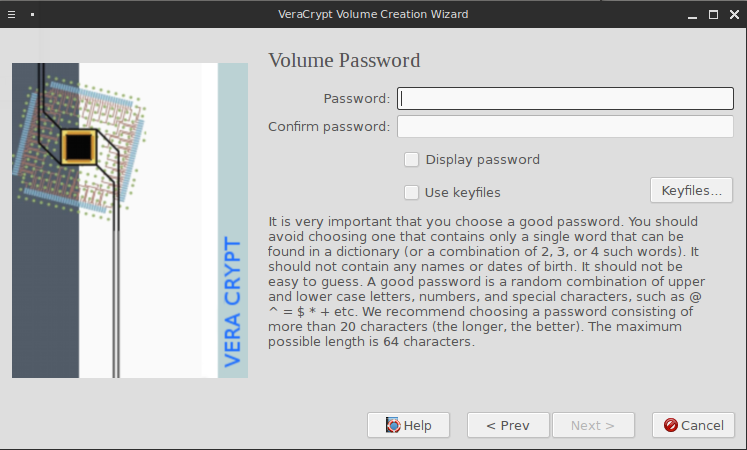 VeraCrypt Volume Creation Wizard
Volume Password
Password:
Confirm password:
Display password
Use keyfiles
Keyfiles...
It is very important that you choose a good password. You should
avoid choosing one that contains only a single word that can be
found in a dictionary (or a combination of 2, 3, or 4 such words). It
should not contain any names or dates of birth. It should not be
easy to guess. A good password is a random combination of upper
and lower case letters, numbers, and special characters, such as @
^ = $ * + etc. We recommend choosing a password consisting of
more than 20 characters (the longer, the better). The maximum
possible length is 64 characters.
VERA CRYPT
Help
< Prev
Next >
Cancel